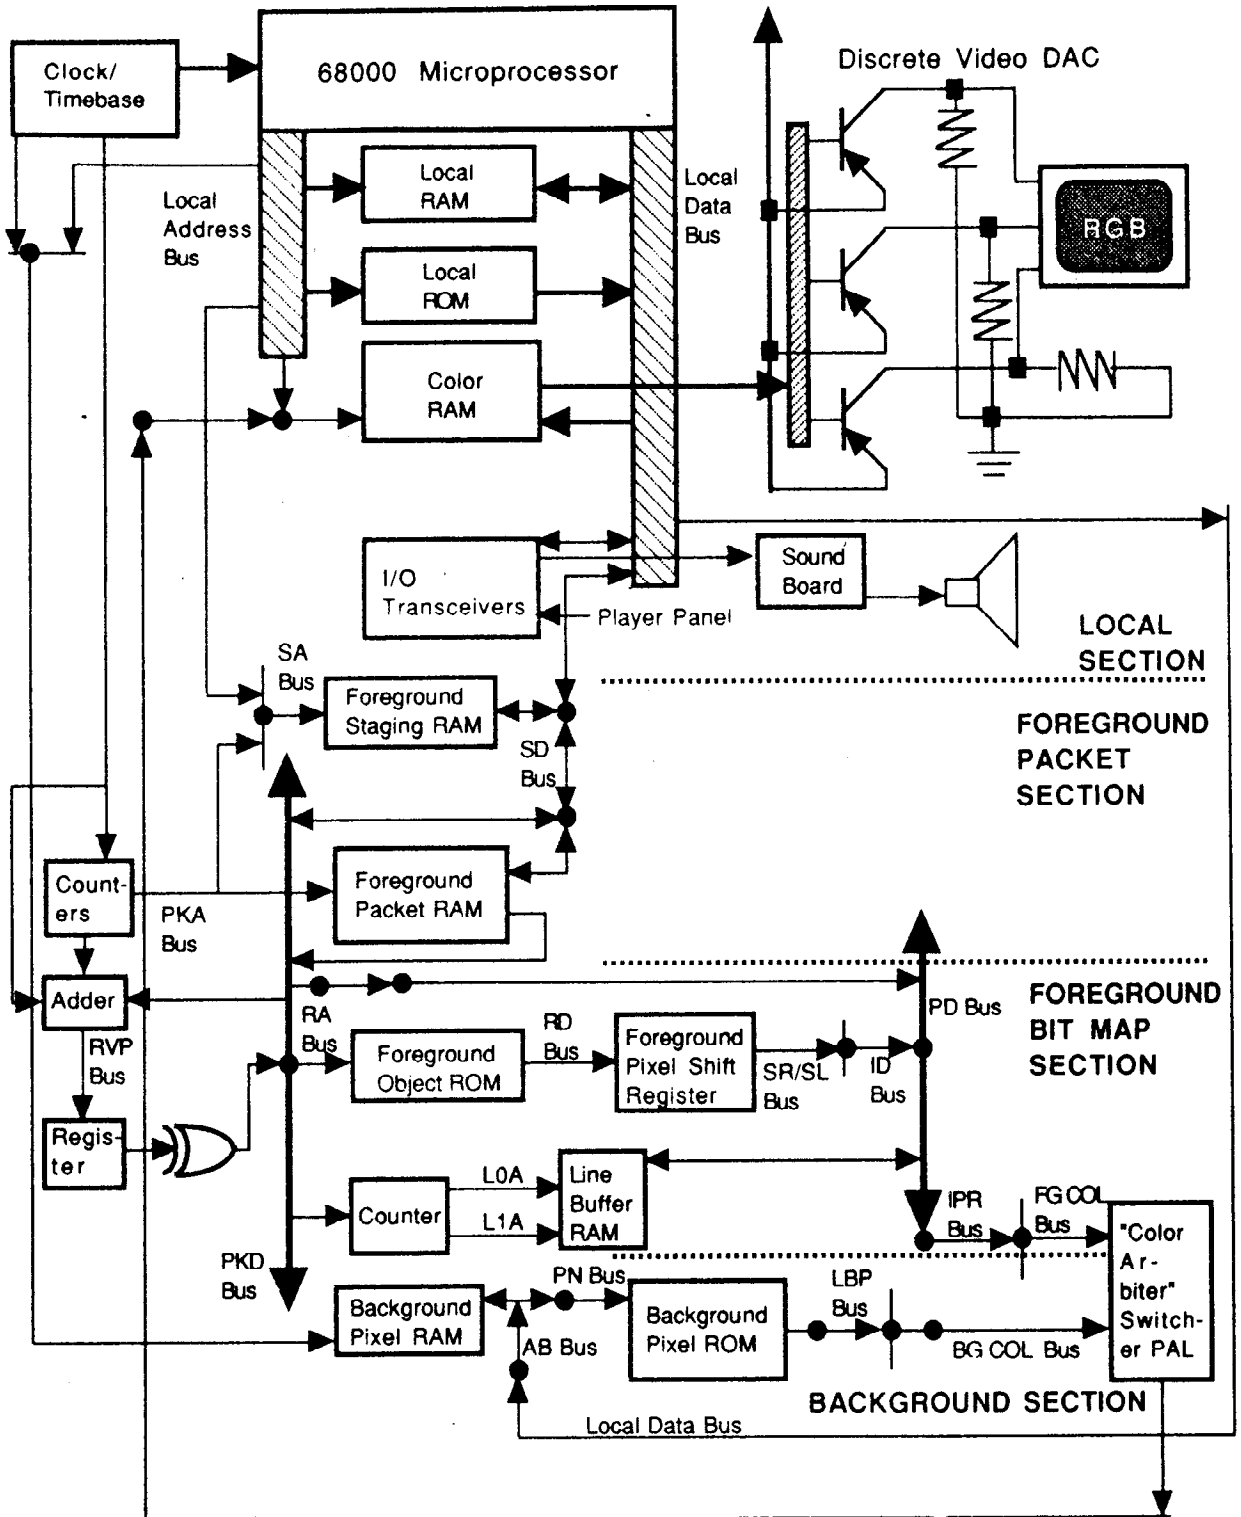 Clock/
Timebase
68000 Microprocessor
Discrete Video DAC
Local
Address
Bus
Local
RAM
Local
Data
Bus
RGB
Local
ROM
Color
RAM
I/O
Transceivers
Player Panel
Sound
Board
LOCAL
SECTION
SA
Bus
Foreground
Staging RAM
SD
Bus
FOREGROUND
PACKET
SECTION
Count-
ers
PKA
Bus
Foreground
Packet RAM
Adder
RVP
Bus
RA
Bus
Foreground
Object ROM
RD
Bus
Foreground
Pixel Shift
Register
SR/SL
Bus
ID
Bus
PD Bus
FOREGROUND
BIT MAP
SECTION
Regis-
ter
Counter
L0A
L1A
Line
Buffer
RAM
IPR
Bus
FG COL
Bus
"Color
Ar-
biter"
Switch-
er PAL
PKD
Bus
Background
Pixel RAM
PN Bus
AB Bus
Background
Pixel ROM
LBP
Bus
BG COL Bus
BACKGROUND SECTION
Local Data Bus